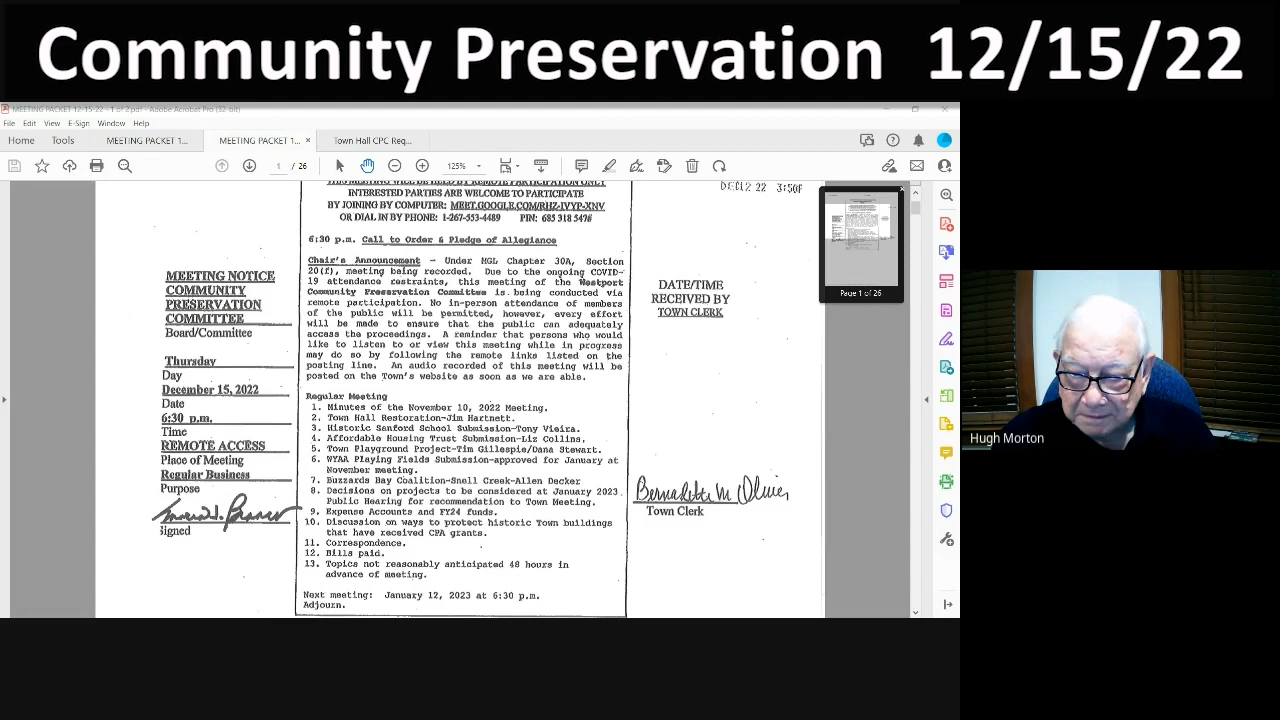 Community Preservation 12/15/22
MEETING PACKET 12-15-22 - 1 of 2.pdf - Adobe Acrobat Pro (32-bit)
File Edit View E-Sign Window Help
Home Tools MEETING PACKET 1... MEETING PACKET 1... × Town Hall CPC Req...
1 / 26 125%
THIS MEETING WILL BE HELD BY REMOTE PARTICIPATION ONLY
INTERESTED PARTIES ARE WELCOME TO PARTICIPATE
BY JOINING BY COMPUTER: MEET.GOOGLE.COM/RHZ-IVYP-XNV
OR DIAL IN BY PHONE: 1-267-553-4489 PIN: 685 318 547#
6:30 p.m. Call to Order & Pledge of Allegiance
Chair's Announcement – Under MGL Chapter 30A, Section
20(f), meeting being recorded. Due to the ongoing COVID-
19 attendance restraints, this meeting of the Westport
Community Preservation Committee is being conducted via
remote participation. No in-person attendance of members
of the public will be permitted, however, every effort
will be made to ensure that the public can adequately
access the proceedings. A reminder that persons who would
like to listen to or view this meeting while in progress
may do so by following the remote links listed on the
posting line. An audio recorded of this meeting will be
posted on the Town's website as soon as we are able.
Regular Meeting
1. Minutes of the November 10, 2022 Meeting.
2. Town Hall Restoration-Jim Hartnett.
3. Historic Sanford School Submission-Tony Vieira.
4. Affordable Housing Trust Submission-Liz Collins.
5. Town Playground Project-Tim Gillespie/Dana Stewart.
6. WYAA Playing Fields Submission-approved for January at
November meeting.
7. Buzzards Bay Coalition-Snell Creek-Allen Decker
8. Decisions on projects to be considered at January 2023
Public Hearing for recommendation to Town Meeting.
9. Expense Accounts and FY24 funds.
10. Discussion on ways to protect historic Town buildings
that have received CPA grants.
11. Correspondence.
12. Bills paid.
13. Topics not reasonably anticipated 48 hours in
advance of meeting.
Next meeting: January 12, 2023 at 6:30 p.m.
Adjourn.
MEETING NOTICE
COMMUNITY
PRESERVATION
COMMITTEE
Board/Committee
Thursday
Day
December 15, 2022
Date
6:30 p.m.
Time
REMOTE ACCESS
Place of Meeting
Regular Business
Purpose
Signed
DEC12 22 3:50P
DATE/TIME
RECEIVED BY
TOWN CLERK
Bernadette M Oliver
Town Clerk
Page 1 of 26
Hugh Morton